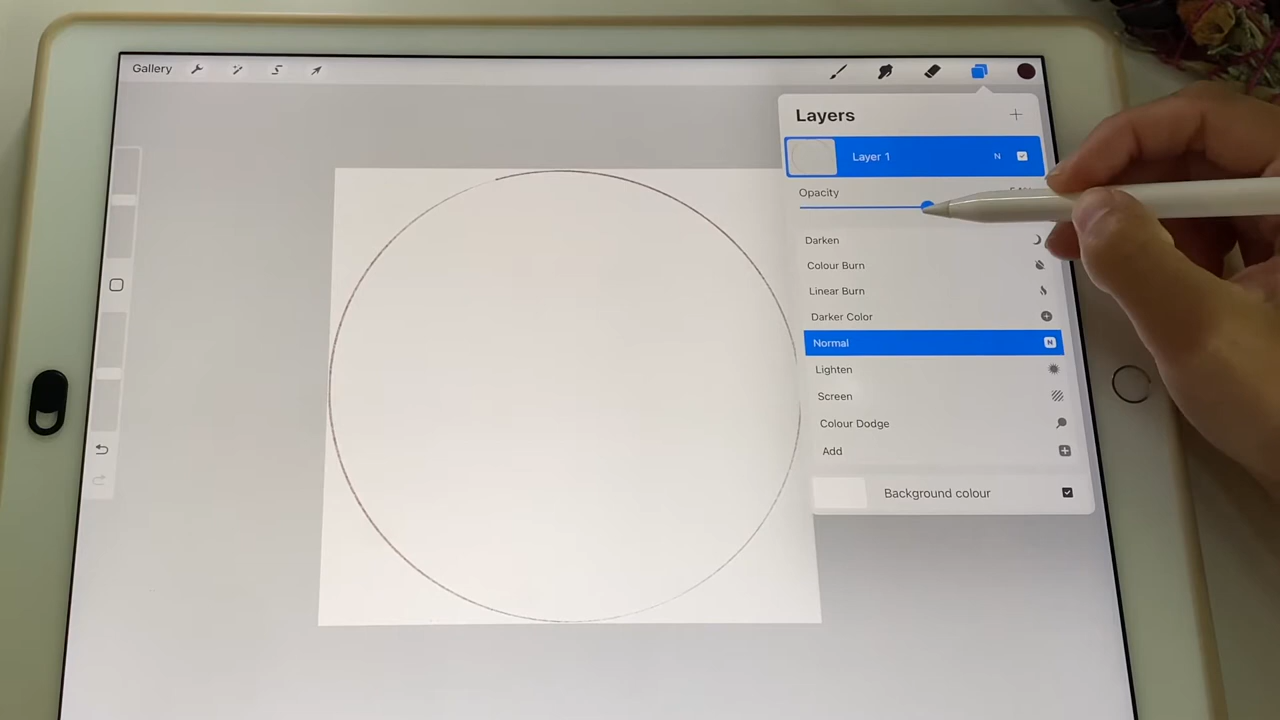 Gallery
Layers
Layer 1 N
Opacity
Darken
Colour Burn
Linear Burn
Darker Color
Normal N
Lighten
Screen
Colour Dodge
Add
Background colour